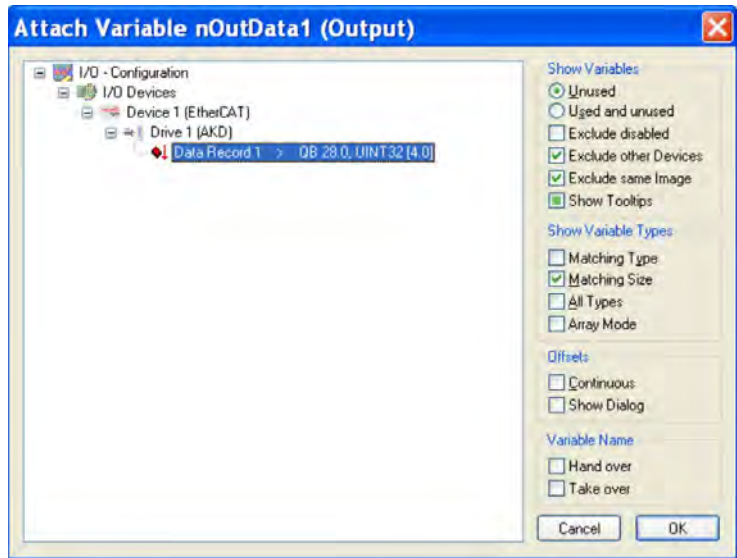 Attach Variable nOutData1 (Output)
I/O - Configuration
I/O Devices
Device 1 (EtherCAT)
Drive 1 (AKD)
Data Record 1 > QB 28.0, UINT32 [4.0]
Show Variables
Unused
Used and unused
Exclude disabled
Exclude other Devices
Exclude same Image
Show Tooltips
Show Variable Types
Matching Type
Matching Size
All Types
Array Mode
Offsets
Continuous
Show Dialog
Variable Name
Hand over
Take over
Cancel
OK